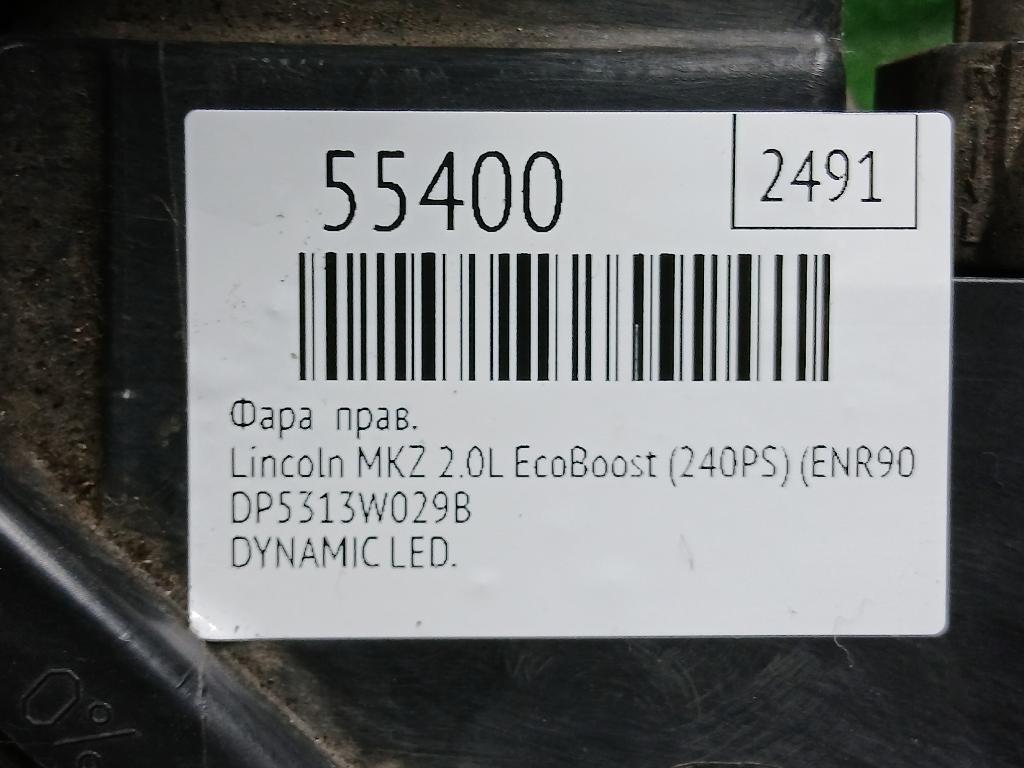 55400
2491
Фара прав.
Lincoln MKZ 2.0L EcoBoost (240PS) (ENR90
DP5313W029B
DYNAMIC LED.